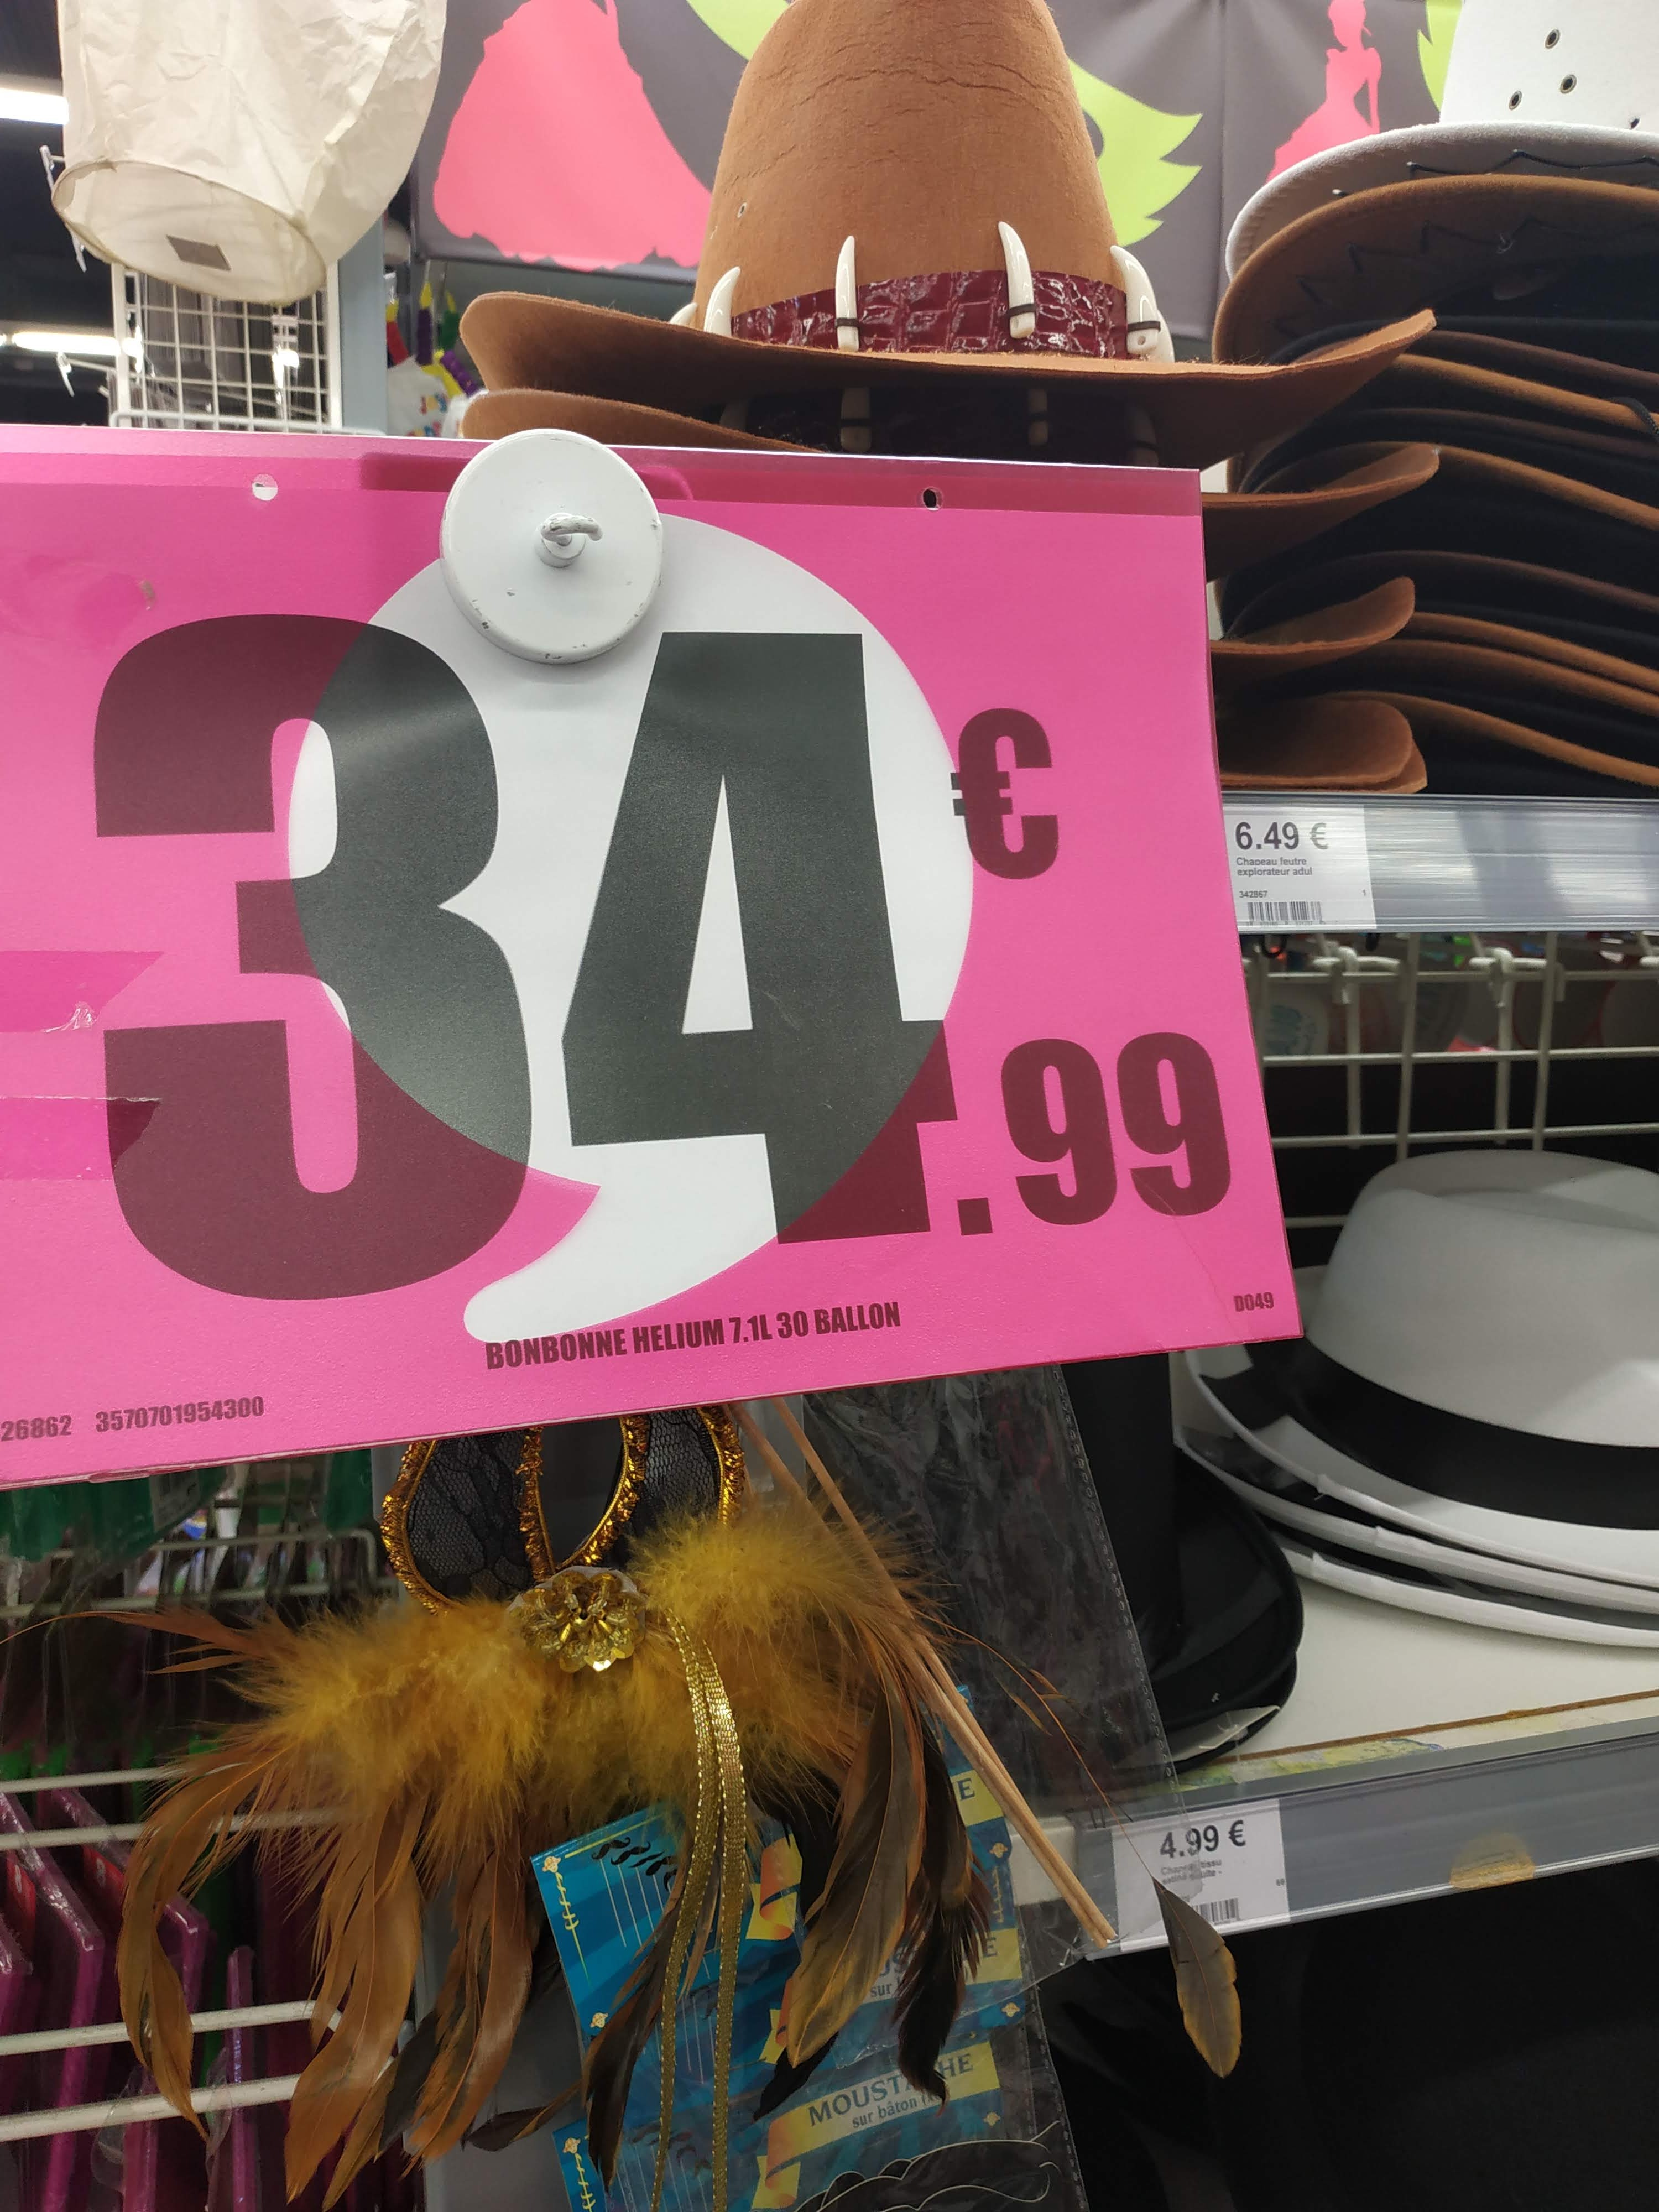 34
€
.99
BONBONNE HELIUM 7.1L 30 BALLON
D049
26862 3570701954300
6.49 €
Chapeau feutre
explorateur adul
342867 1
4.99 €
MOUSTACHE
sur bâton